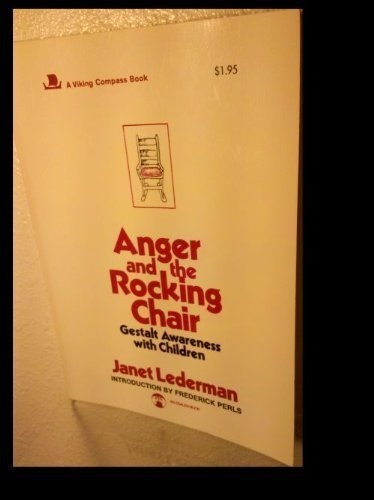 A Viking Compass Book
$1.95
Anger
and the
Rocking
Chair
Gestalt Awareness
with Children
Janet Lederman
INTRODUCTION BY FREDERICK PERLS